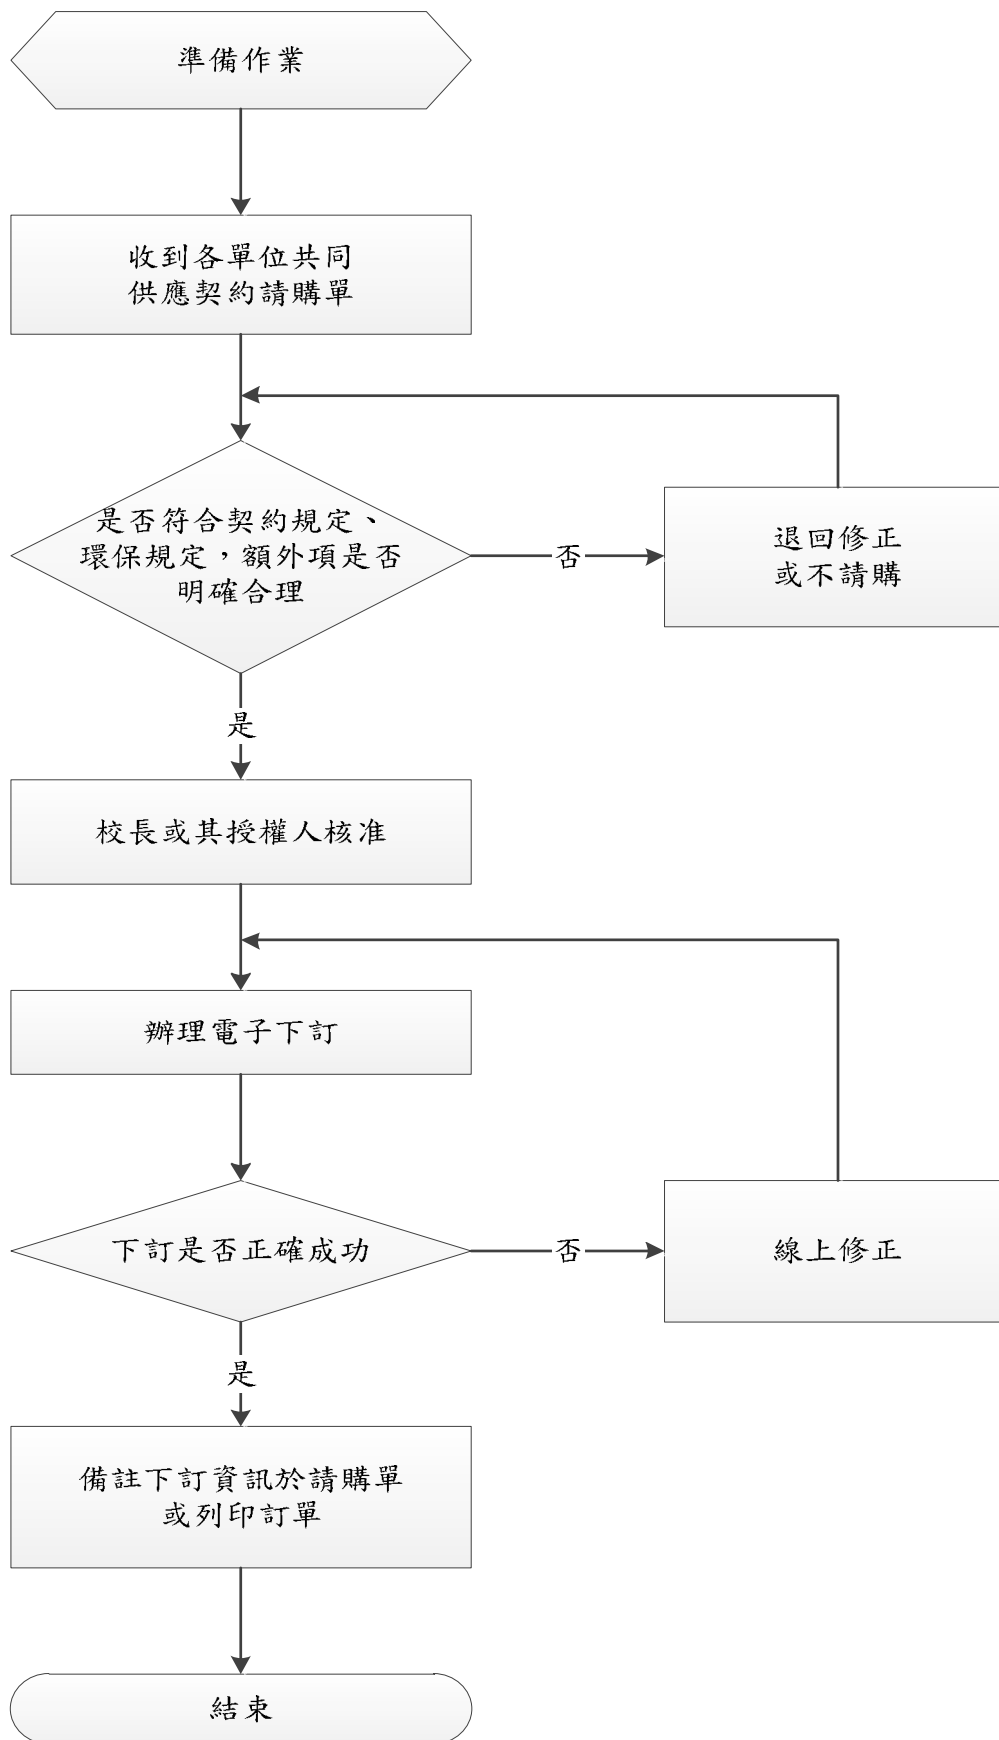 準備作業
收到各單位共同
供應契約請購單
是否符合契約規定、
環保規定，額外項是否
明確合理
否
退回修正
或不請購
是
校長或其授權人核准
辦理電子下訂
下訂是否正確成功
否
線上修正
是
備註下訂資訊於請購單
或列印訂單
結束